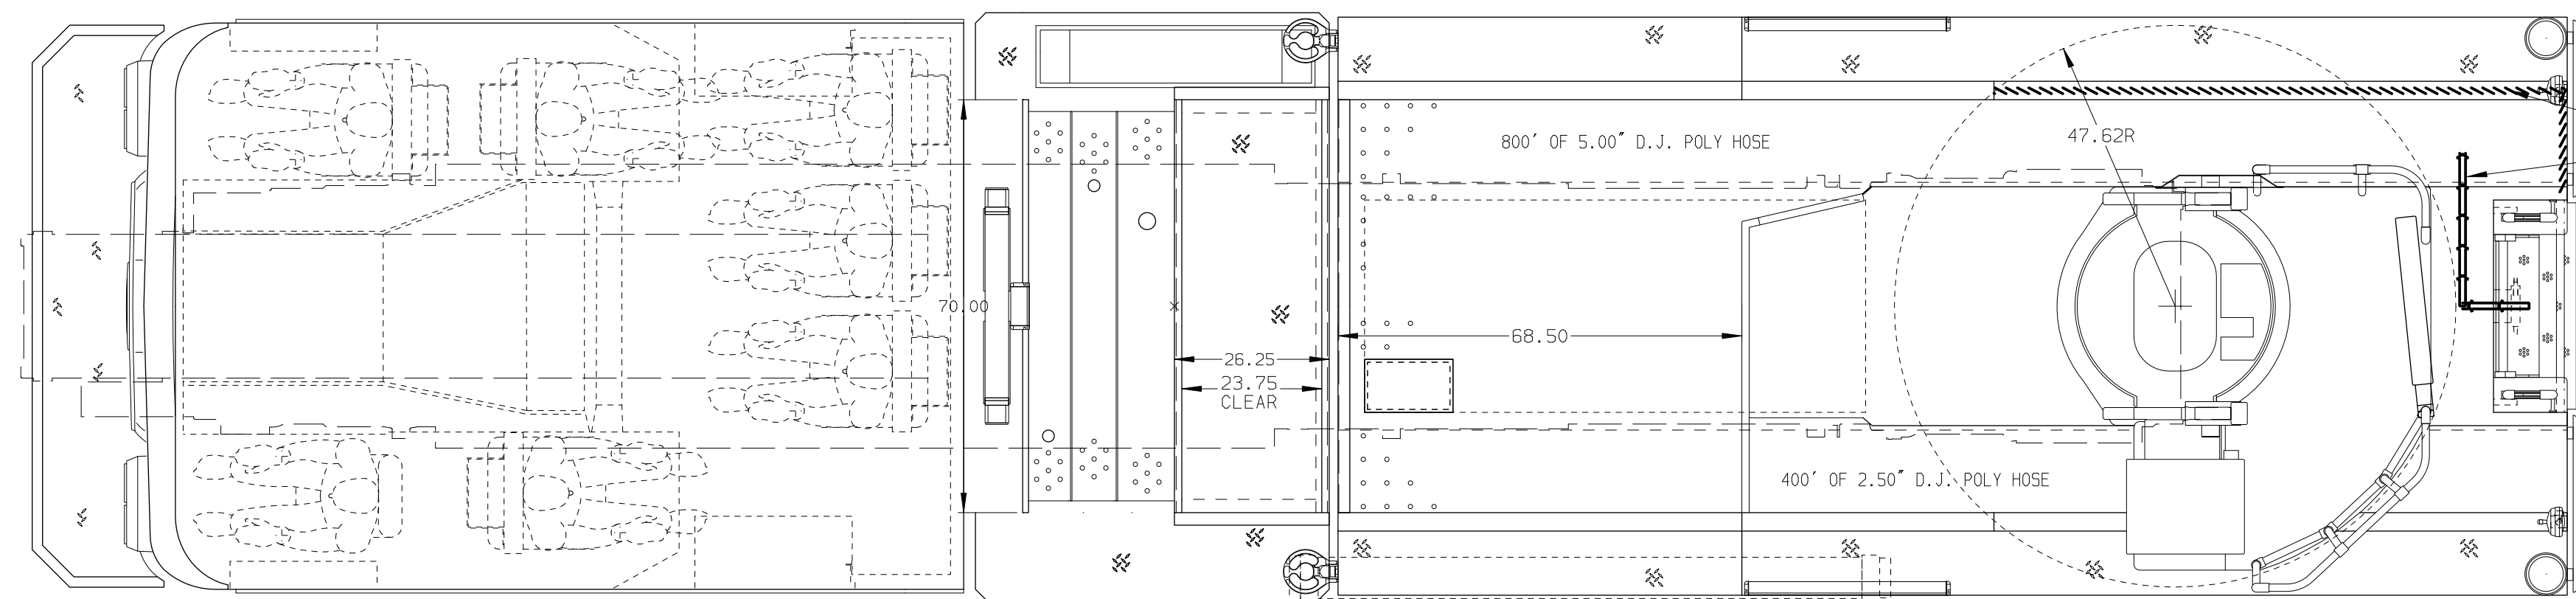 800' OF 5.00" D.J. POLY HOSE
47.62R
70.00
68.50
26.25
23.75
CLEAR
400' OF 2.50" D.J. POLY HOSE